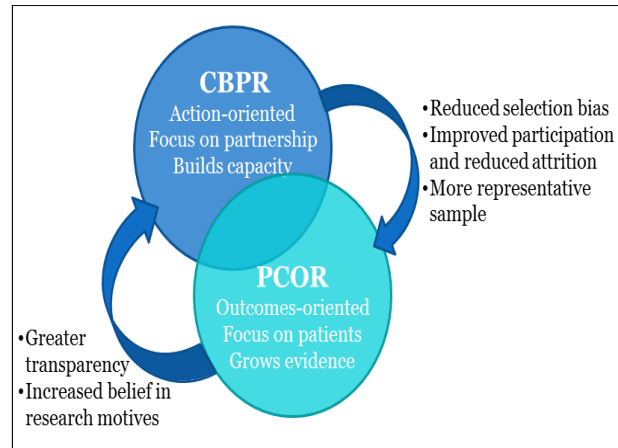 CBPR
Action-oriented
Focus on partnership
Builds capacity
•Reduced selection bias
•Improved participation
and reduced attrition
•More representative
sample
PCOR
Outcomes-oriented
Focus on patients
Grows evidence
•Greater
transparency
•Increased belief in
research motives